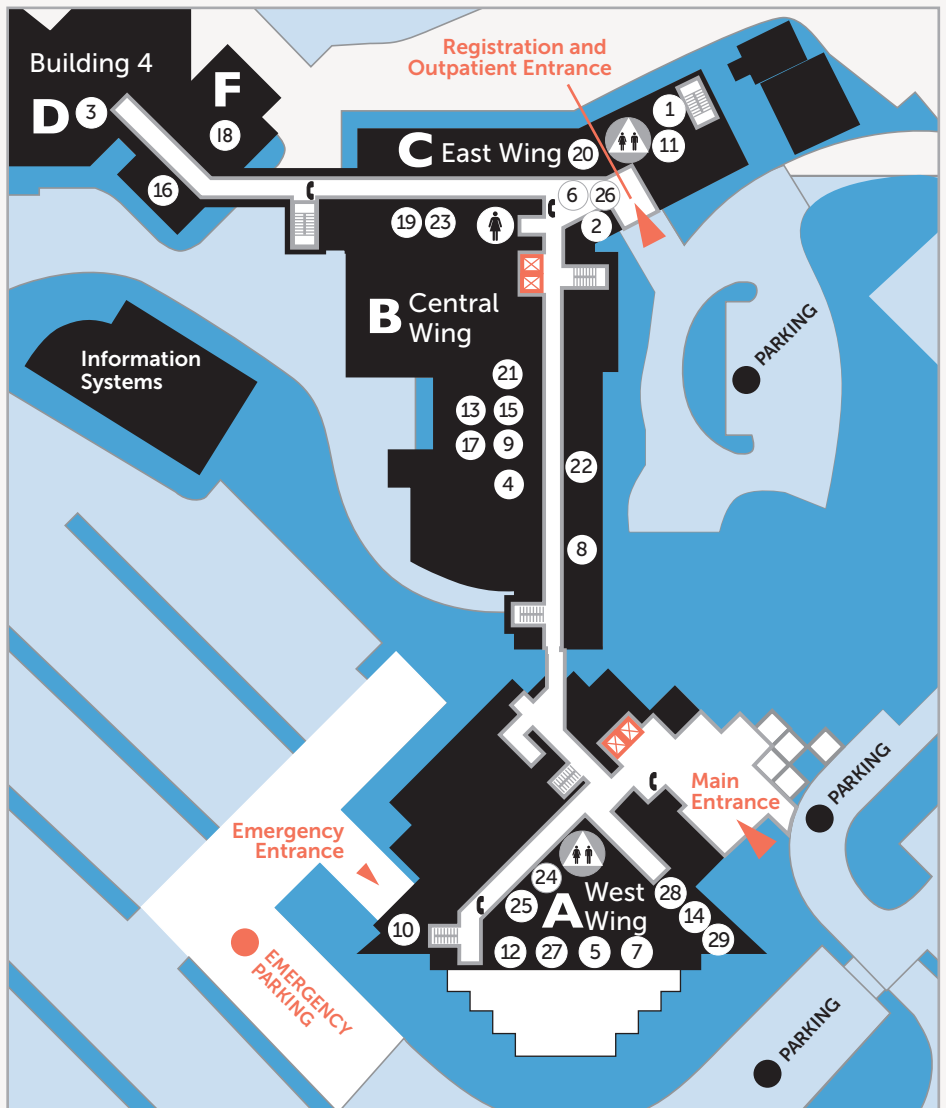 Registration and
Outpatient Entrance
Building 4
D
3
F
I8
16
C East Wing
20
1
11
6
26
2
19
23
B Central
Wing
PARKING
Information
Systems
21
13
15
17
9
4
22
8
Main
Entrance
PARKING
Emergency
Entrance
24
25
A West
Wing
28
14
29
10
12
27
5
7
EMERGENCY
PARKING
PARKING